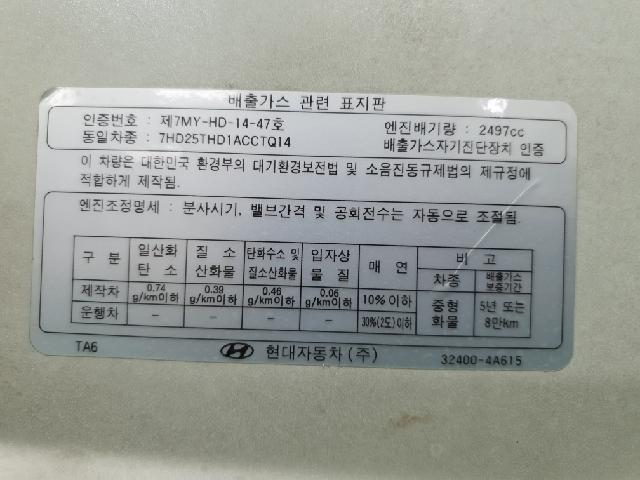 배출가스 관련 표지판
인증번호 : 제7MY-HD-14-47호 엔진배기량 : 2497cc
동일차종 : 7HD25THD1ACCTQ14 배출가스자기진단장치 인증
이 차량은 대한민국 환경부의 대기환경보전법 및 소음진동규제법의 제규정에
적합하게 제작됨.
엔진조정명세 : 분사시기, 밸브간격 및 공회전수는 자동으로 조절됨.
구 분 일산화 탄 소 질 소 산화물 탄화수소 및 질소산화물 입자상 물 질 매 연 비 고
차종 배출가스 보증기간
제작차 0.74 g/km이하 0.39 g/km이하 0.46 g/km이하 0.06 g/km이하 10% 이하 중형 화물 5년 또는 8만km
운행차 - - - - 30%(2도)이하
TA6 현대자동차 (주) 32400-4A615